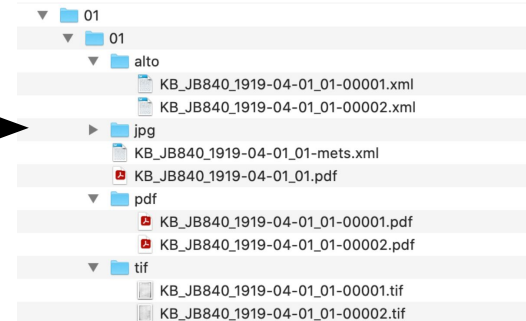 01
01
alto
KB_JB840_1919-04-01_01-00001.xml
KB_JB840_1919-04-01_01-00002.xml
jpg
KB_JB840_1919-04-01_01-mets.xml
KB_JB840_1919-04-01_01.pdf
pdf
KB_JB840_1919-04-01_01-00001.pdf
KB_JB840_1919-04-01_01-00002.pdf
tif
KB_JB840_1919-04-01_01-00001.tif
KB_JB840_1919-04-01_01-00002.tif